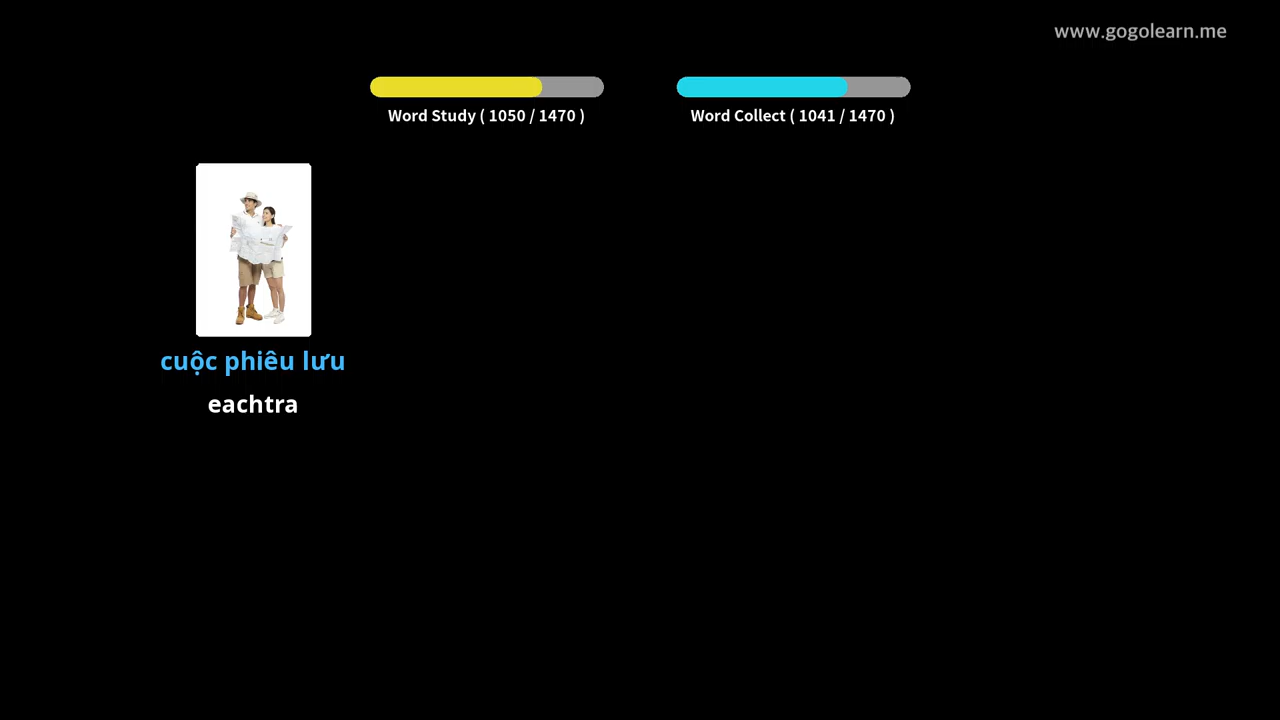 www.gogolearn.me
Word Study ( 1050 / 1470 )
Word Collect ( 1041 / 1470 )
cuộc phiêu lưu
eachtra